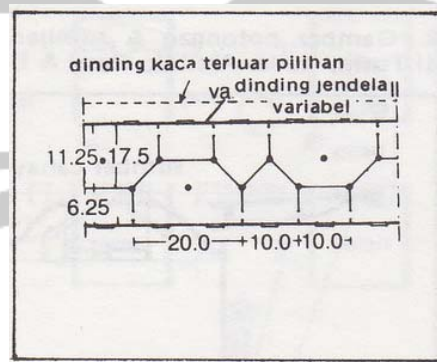 dinding kaca terluar pilihan
va dinding jendela
variabel
11.25 17.5
6.25
20.0 10.0 10.0